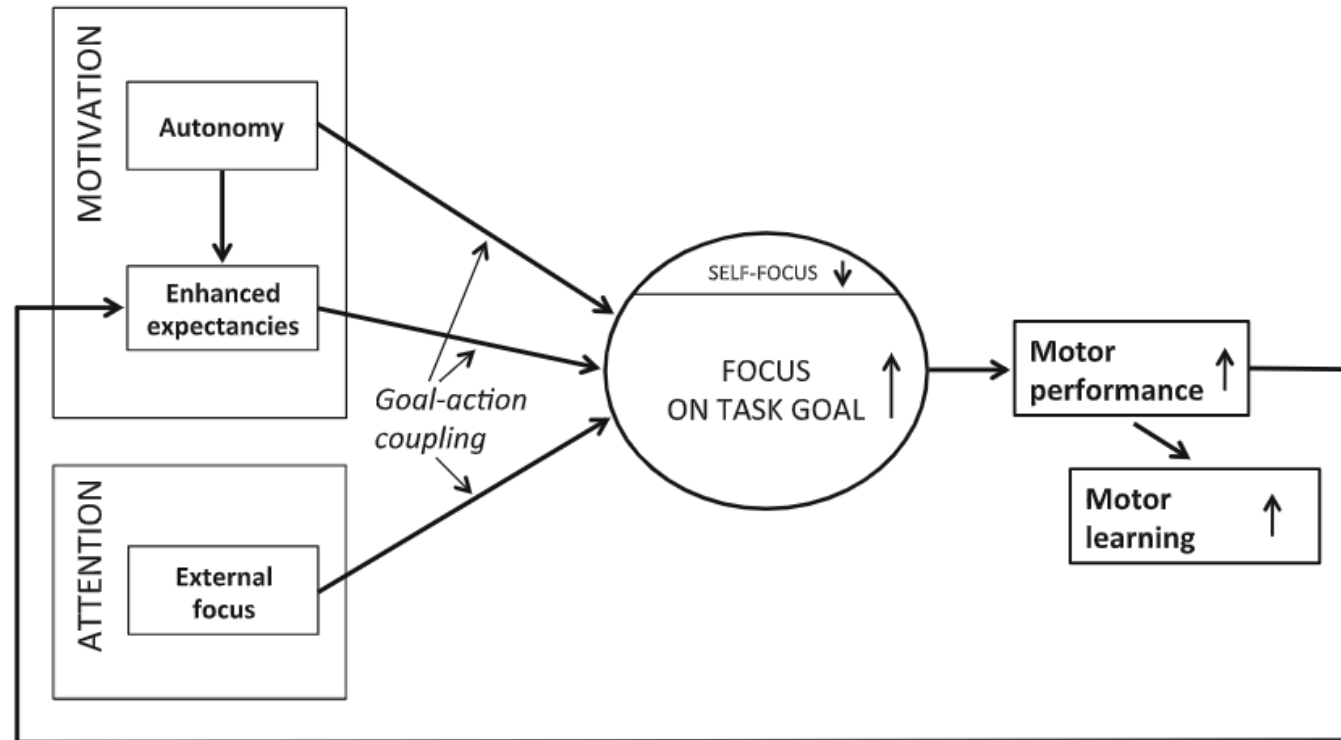 MOTIVATION
Autonomy
Enhanced
expectancies
Goal-action
coupling
ATTENTION
External
focus
SELF-FOCUS ↓
FOCUS
ON TASK GOAL ↑
Motor
performance ↑
Motor
learning ↑